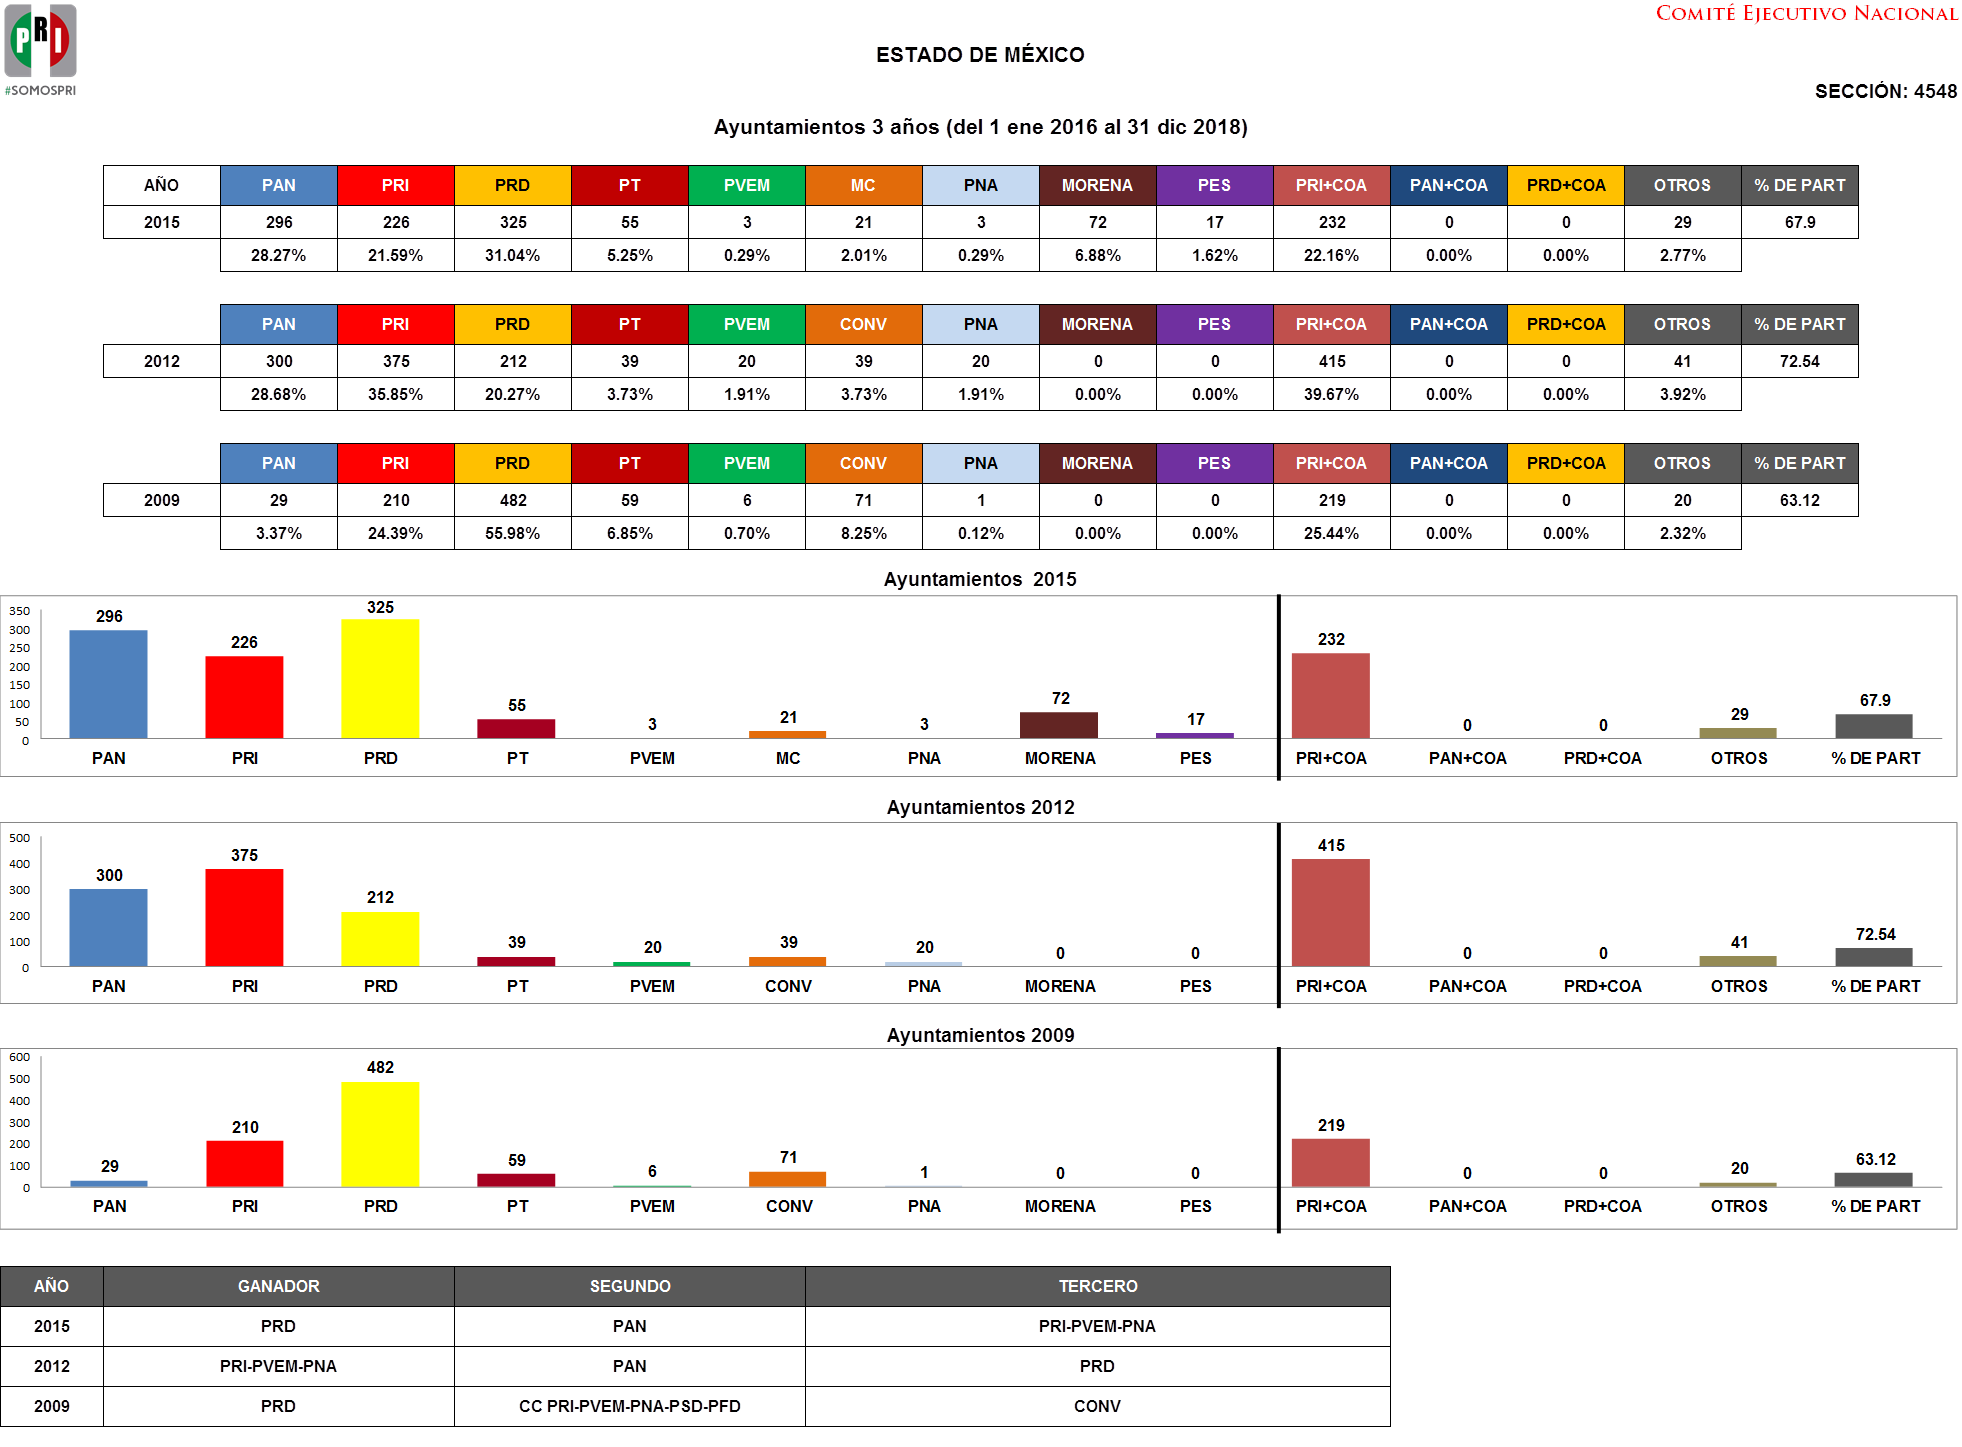 PRI
#SOMOSPRI
COMITÉ EJECUTIVO NACIONAL
ESTADO DE MÉXICO
SECCIÓN: 4548
Ayuntamientos 3 años (del 1 ene 2016 al 31 dic 2018)
AÑO PAN PRI PRD PT PVEM MC PNA MORENA PES PRI+COA PAN+COA PRD+COA OTROS % DE PART
2015 296 226 325 55 3 21 3 72 17 232 0 0 29 67.9
28.27% 21.59% 31.04% 5.25% 0.29% 2.01% 0.29% 6.88% 1.62% 22.16% 0.00% 0.00% 2.77%
PAN PRI PRD PT PVEM CONV PNA MORENA PES PRI+COA PAN+COA PRD+COA OTROS % DE PART
2012 300 375 212 39 20 39 20 0 0 415 0 0 41 72.54
28.68% 35.85% 20.27% 3.73% 1.91% 3.73% 1.91% 0.00% 0.00% 39.67% 0.00% 0.00% 3.92%
PAN PRI PRD PT PVEM CONV PNA MORENA PES PRI+COA PAN+COA PRD+COA OTROS % DE PART
2009 29 210 482 59 6 71 1 0 0 219 0 0 20 63.12
3.37% 24.39% 55.98% 6.85% 0.70% 8.25% 0.12% 0.00% 0.00% 25.44% 0.00% 0.00% 2.32%
Ayuntamientos 2015
350
300
250
200
150
100
50
0
296 226 325 55 3 21 3 72 17 232 0 0 29 67.9
PAN PRI PRD PT PVEM MC PNA MORENA PES PRI+COA PAN+COA PRD+COA OTROS % DE PART
Ayuntamientos 2012
500
400
300
200
100
0
300 375 212 39 20 39 20 0 0 415 0 0 41 72.54
PAN PRI PRD PT PVEM CONV PNA MORENA PES PRI+COA PAN+COA PRD+COA OTROS % DE PART
Ayuntamientos 2009
600
500
400
300
200
100
0
29 210 482 59 6 71 1 0 0 219 0 0 20 63.12
PAN PRI PRD PT PVEM CONV PNA MORENA PES PRI+COA PAN+COA PRD+COA OTROS % DE PART
AÑO GANADOR SEGUNDO TERCERO
2015 PRD PAN PRI-PVEM-PNA
2012 PRI-PVEM-PNA PAN PRD
2009 PRD CC PRI-PVEM-PNA-PSD-PFD CONV